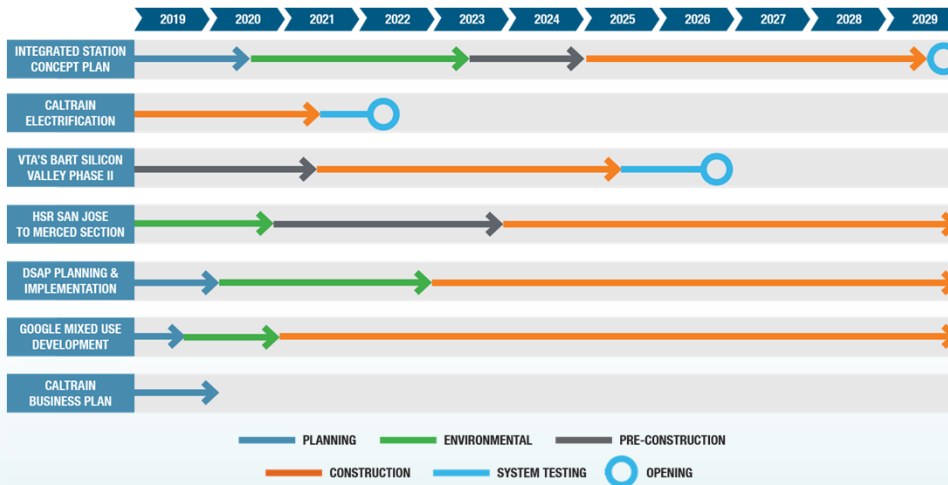 2019 2020 2021 2022 2023 2024 2025 2026 2027 2028 2029
INTEGRATED STATION
CONCEPT PLAN
CALTRAIN
ELECTRIFICATION
VTA'S BART SILICON
VALLEY PHASE II
HSR SAN JOSE
TO MERCED SECTION
DSAP PLANNING &
IMPLEMENTATION
GOOGLE MIXED USE
DEVELOPMENT
CALTRAIN
BUSINESS PLAN
PLANNING ENVIRONMENTAL PRE-CONSTRUCTION
CONSTRUCTION SYSTEM TESTING OPENING